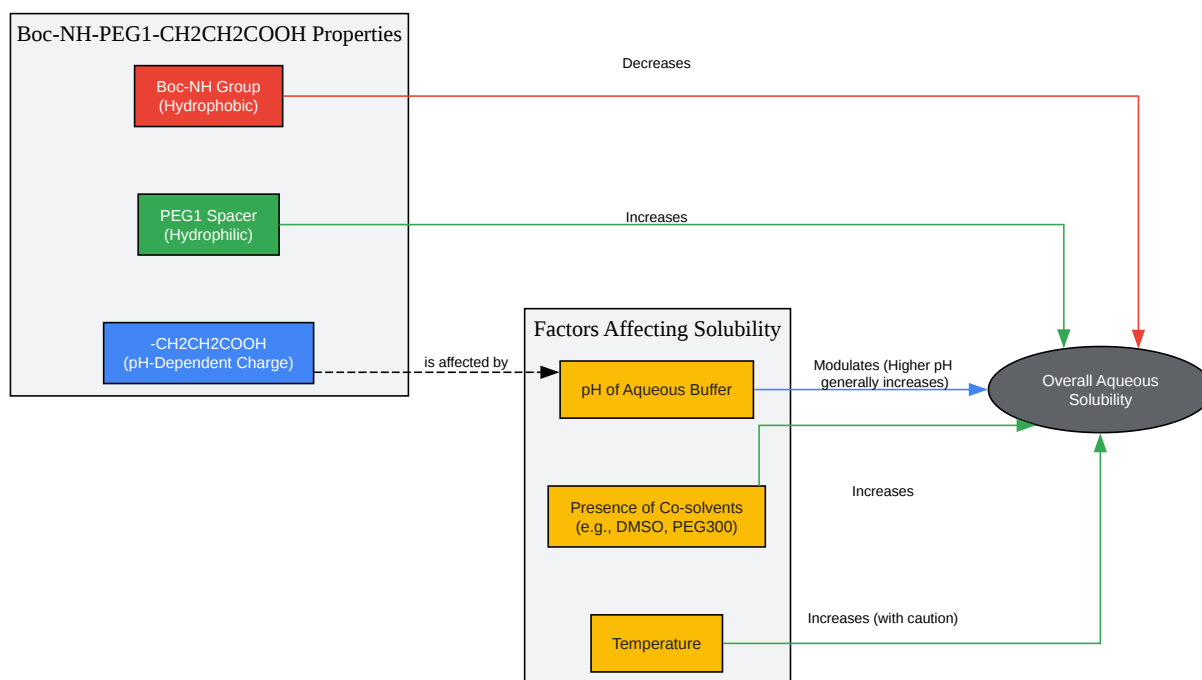 Boc-NH-PEG1-CH2CH2COOH Properties
Decreases
Boc-NH Group
(Hydrophobic)
PEG1 Spacer
(Hydrophilic)
Increases
-CH2CH2COOH
(pH-Dependent Charge)
is affected by
Factors Affecting Solubility
pH of Aqueous Buffer
Modulates (Higher pH
generally increases)
Overall Aqueous
Solubility
Presence of Co-solvents
(e.g., DMSO, PEG300)
Increases
Temperature
Increases (with caution)